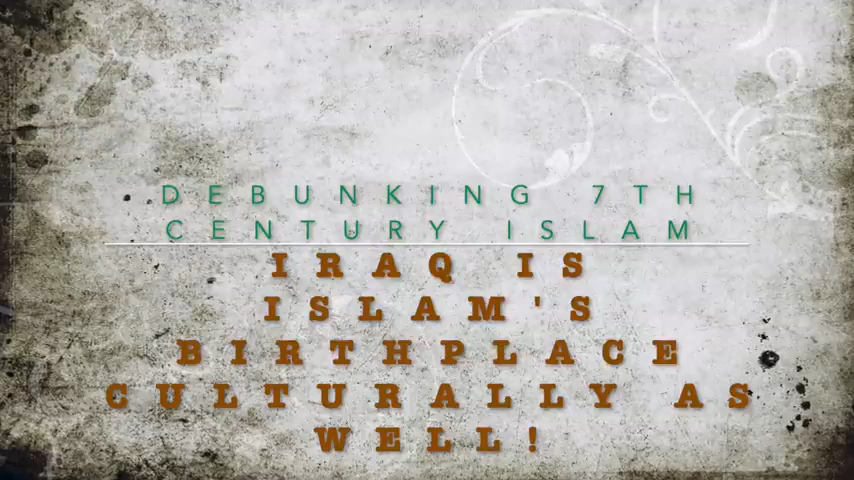 DEBUNKING 7TH
CENTURY ISLAM
IRAQ IS
ISLAM'S
BIRTHPLACE
CULTURALLY AS
WELL!